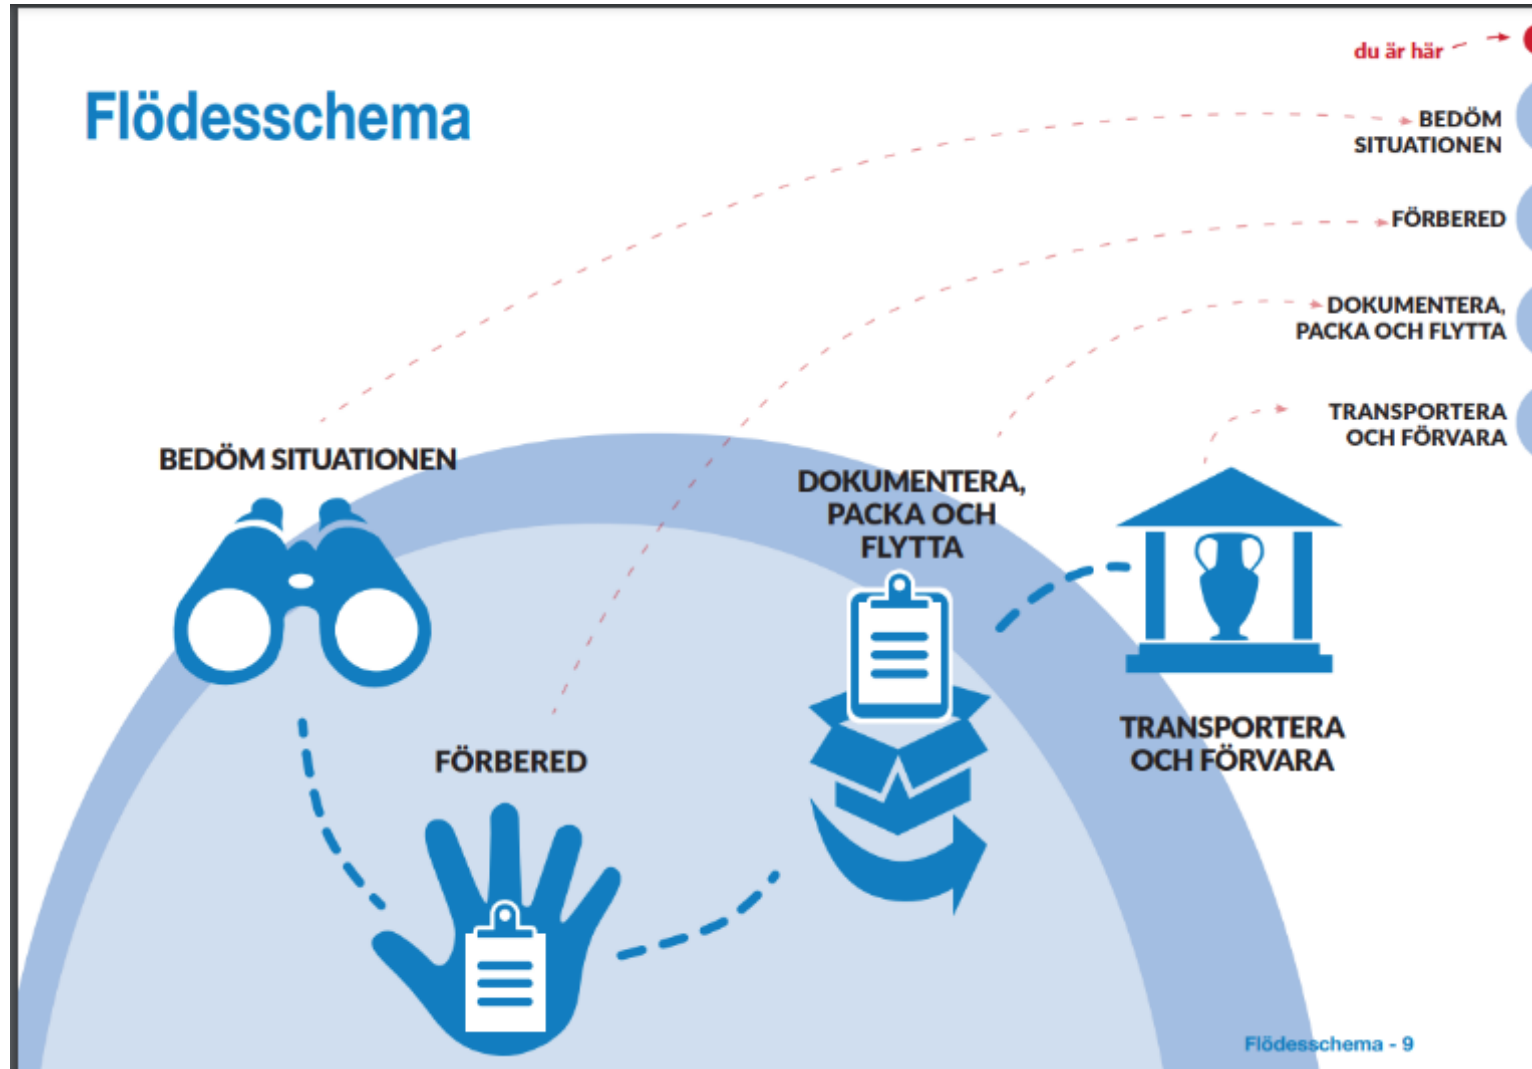 Flödesschema
du är här
BEDÖM
SITUATIONEN
FÖRBERED
DOKUMENTERA,
PACKA OCH FLYTTA
TRANSPORTERA
OCH FÖRVARA
BEDÖM SITUATIONEN
FÖRBERED
DOKUMENTERA,
PACKA OCH
FLYTTA
TRANSPORTERA
OCH FÖRVARA
Flödesschema - 9